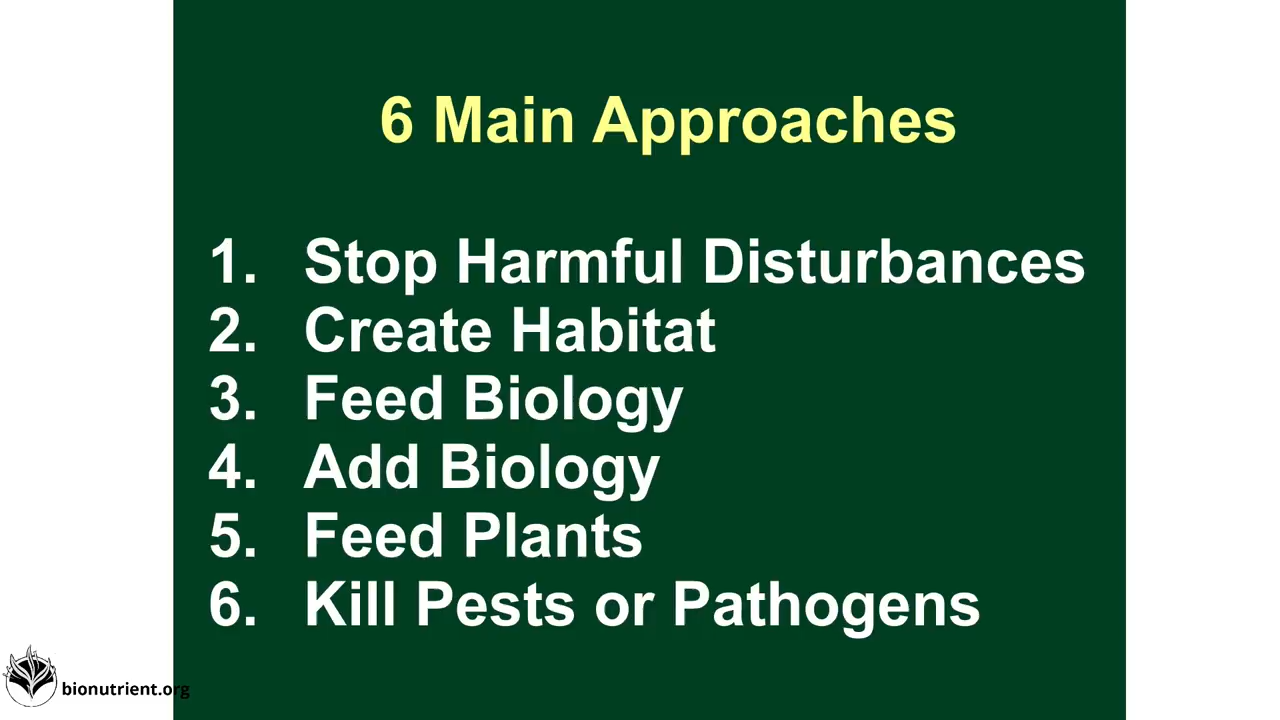 6 Main Approaches
1. Stop Harmful Disturbances
2. Create Habitat
3. Feed Biology
4. Add Biology
5. Feed Plants
6. Kill Pests or Pathogens
bionutrient.org